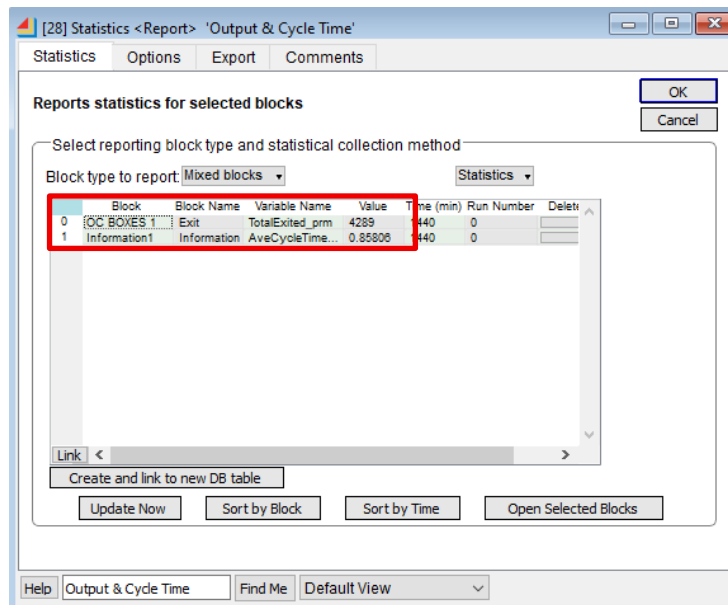 [28] Statistics <Report> 'Output & Cycle Time'
Statistics Options Export Comments
Reports statistics for selected blocks
OK
Cancel
Select reporting block type and statistical collection method
Block type to report: Mixed blocks Statistics
Block Block Name Variable Name Value Time (min) Run Number Delete
0 OC BOXES 1 Exit TotalExited_prm 4289 1440 0
1 Information1 Information AveCycleTime... 0.85806 1440 0
Link
Create and link to new DB table
Update Now Sort by Block Sort by Time Open Selected Blocks
Help Output & Cycle Time Find Me Default View